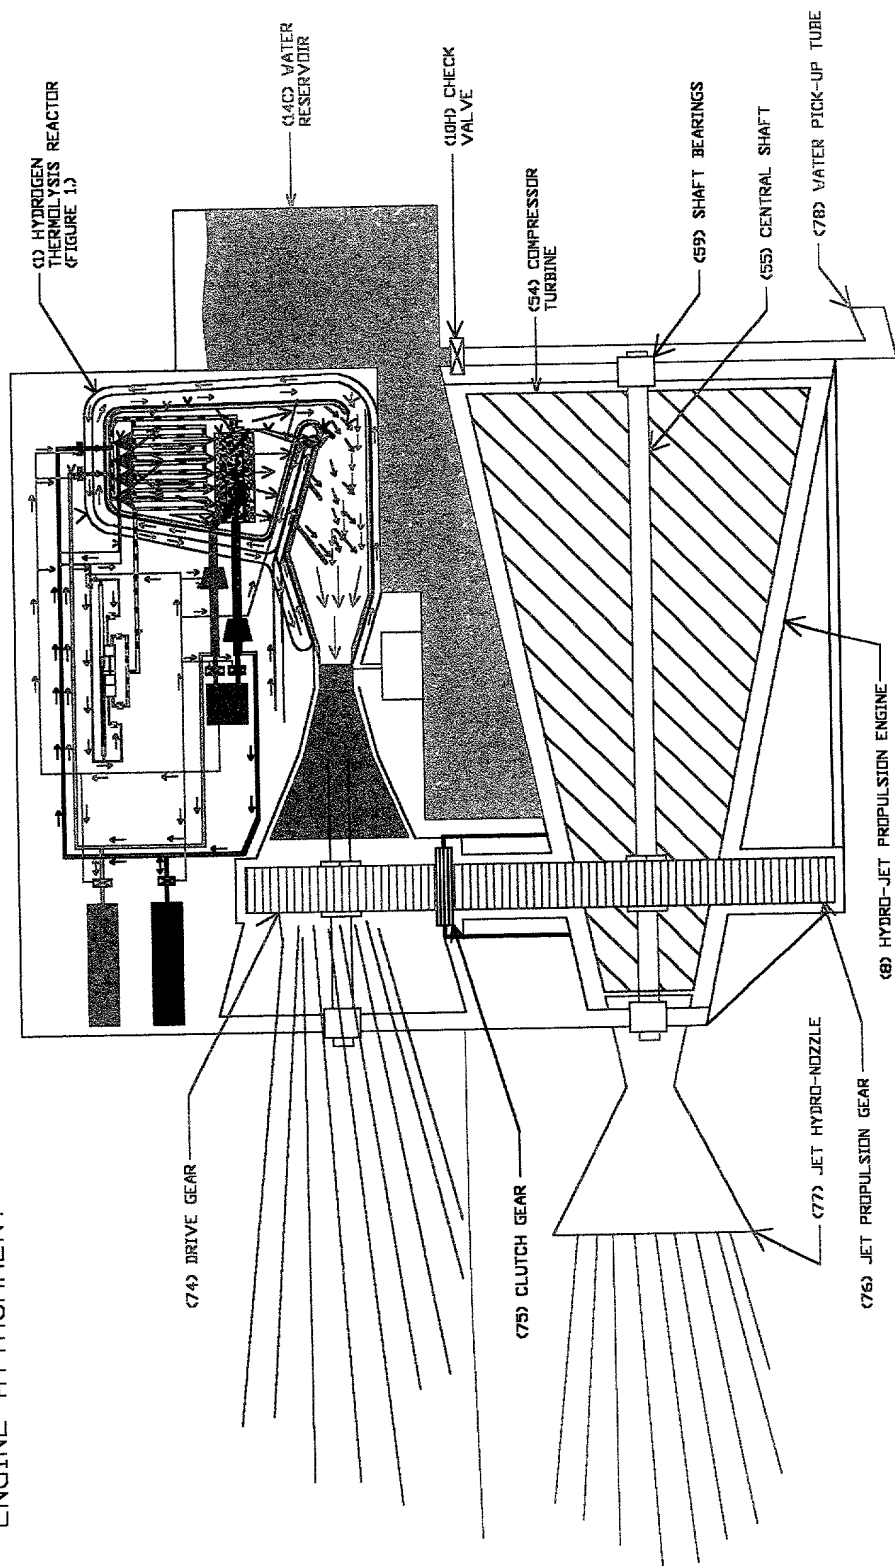 ENGINE ATTACHMENT
(1) HYDROGEN
THERMOLYSIS REACTOR
(FIGURE 1.)
(74) DRIVE GEAR
(14C) WATER
RESERVOIR
(10H) CHECK
VALVE
(75) CLUTCH GEAR
(54) COMPRESSOR
TURBINE
(59) SHAFT BEARINGS
(55) CENTRAL SHAFT
(77) JET HYDRO-NOZZLE
(78) WATER PICK-UP TUBE
(76) JET PROPULSION GEAR
(8) HYDRO-JET PROPULSION ENGINE